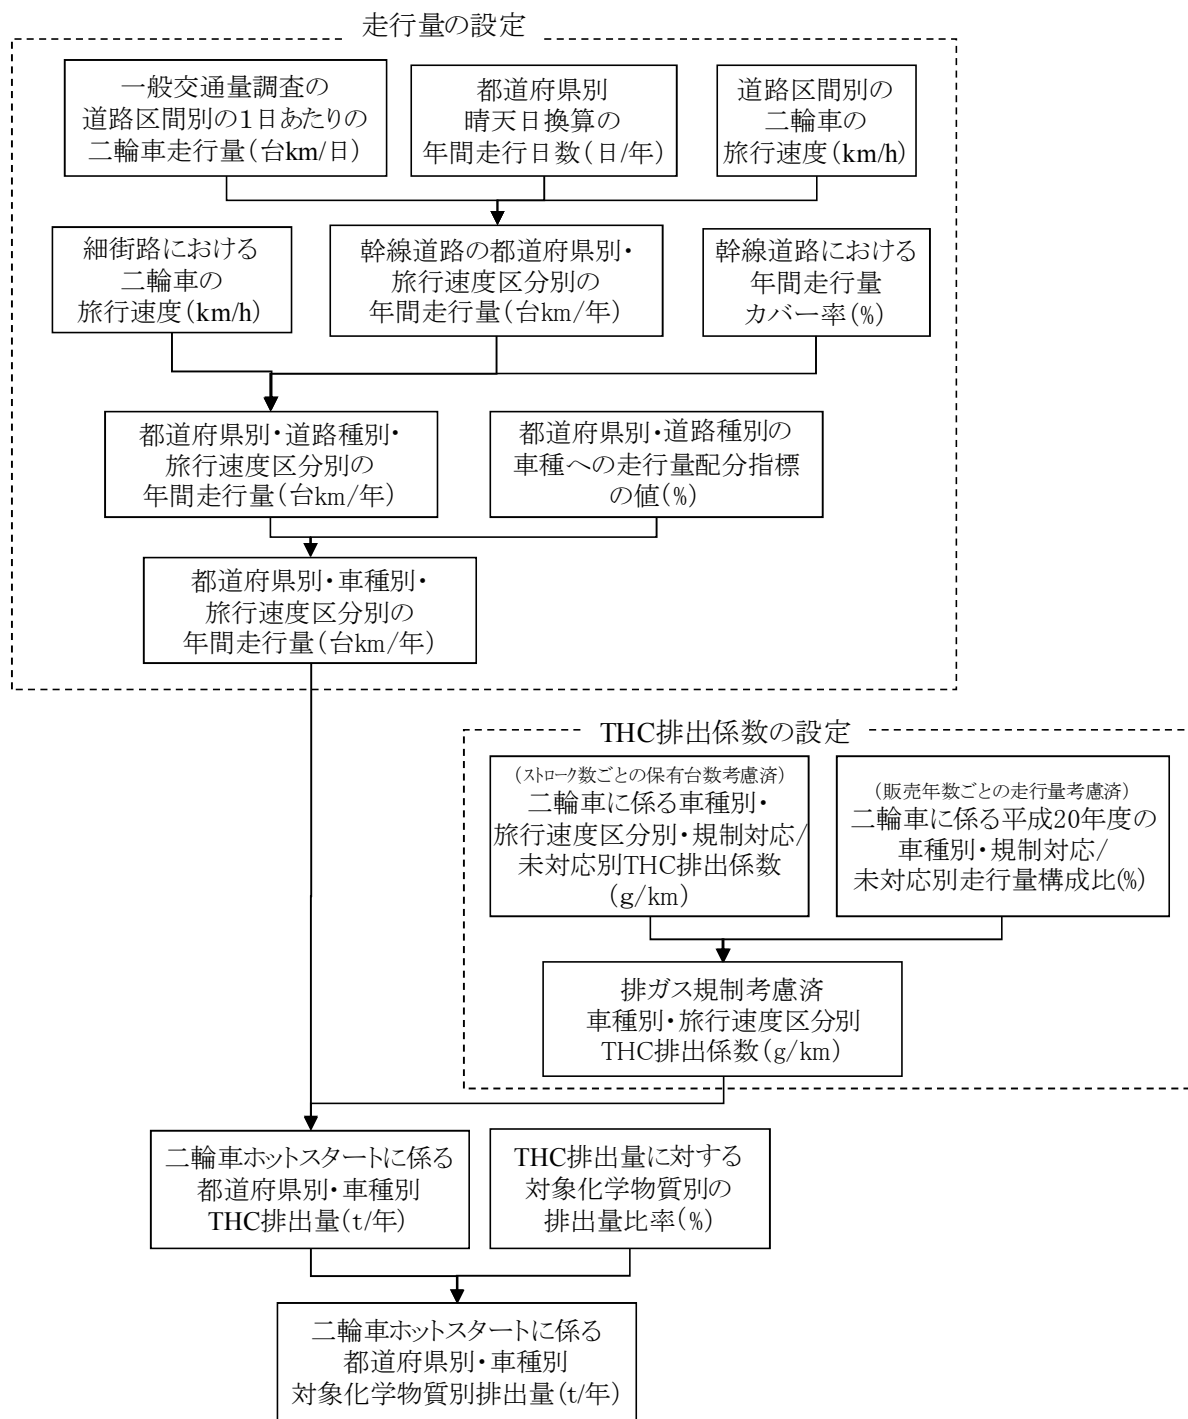 走行量の設定
一般交通量調査の
道路区間別の1日あたりの
二輪車走行量(台km/日)
都道府県別
晴天日換算の
年間走行日数(日/年)
道路区間別の
二輪車の
旅行速度(km/h)
細街路における
二輪車の
旅行速度(km/h)
幹線道路の都道府県別・
旅行速度区分別の
年間走行量(台km/年)
幹線道路における
年間走行量
カバー率(%)
都道府県別・道路種別・
旅行速度区分別の
年間走行量(台km/年)
都道府県別・道路種別の
車種への走行量配分指標
の値(%)
都道府県別・車種別・
旅行速度区分別の
年間走行量(台km/年)
THC排出係数の設定
(ストローク数ごとの保有台数考慮済)
二輪車に係る車種別・
旅行速度区分別・規制対応/
未対応別THC排出係数
(g/km)
(販売年数ごとの走行量考慮済)
二輪車に係る平成20年度の
車種別・規制対応/
未対応別走行量構成比(%)
排ガス規制考慮済
車種別・旅行速度区分別
THC排出係数(g/km)
二輪車ホットスタートに係る
都道府県別・車種別
THC排出量(t/年)
THC排出量に対する
対象化学物質別の
排出量比率(%)
二輪車ホットスタートに係る
都道府県別・車種別
対象化学物質別排出量(t/年)